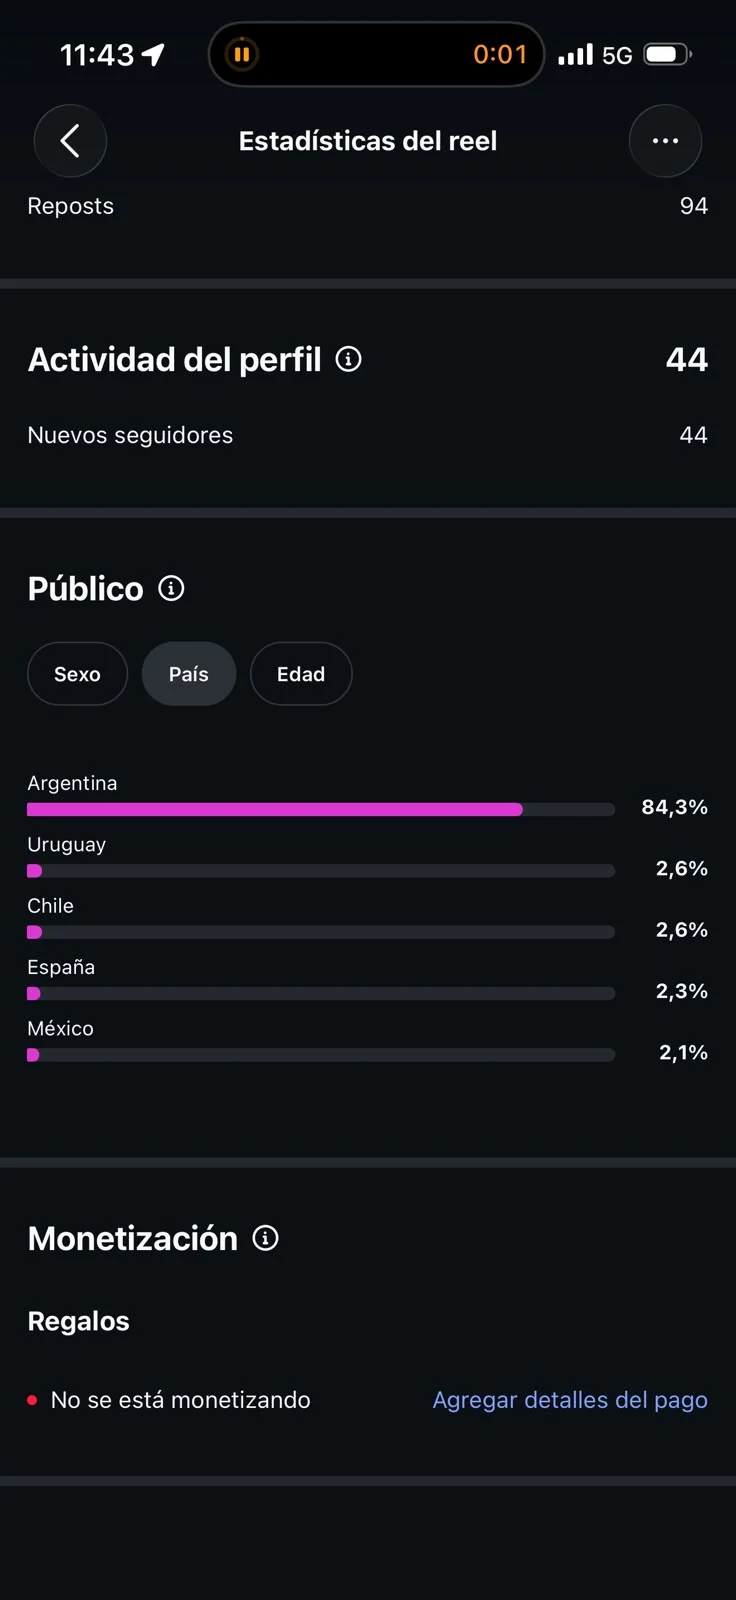 11:43
0:01
5G
Estadísticas del reel
Reposts 94
Actividad del perfil 44
Nuevos seguidores 44
Público
Sexo País Edad
Argentina
84,3%
Uruguay
2,6%
Chile
2,6%
España
2,3%
México
2,1%
Monetización
Regalos
No se está monetizando Agregar detalles del pago